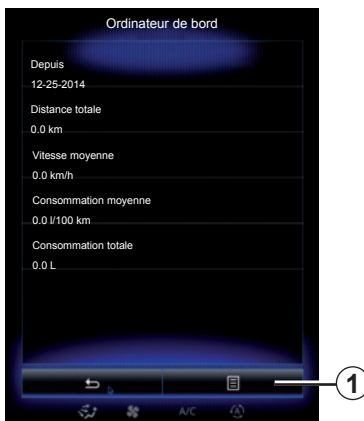 Ordinateur de bord
Depuis
12-25-2014
Distance totale
0.0 km
Vitesse moyenne
0.0 km/h
Consommation moyenne
0.0 l/100 km
Consommation totale
0.0 L
1
A/C
A